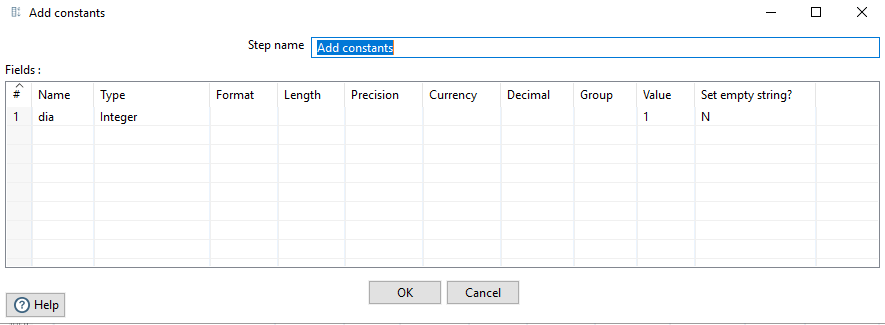 Add constants
Step name Add constants
Fields :
# Name Type Format Length Precision Currency Decimal Group Value Set empty string?
1 dia Integer 1 N
OK Cancel
Help